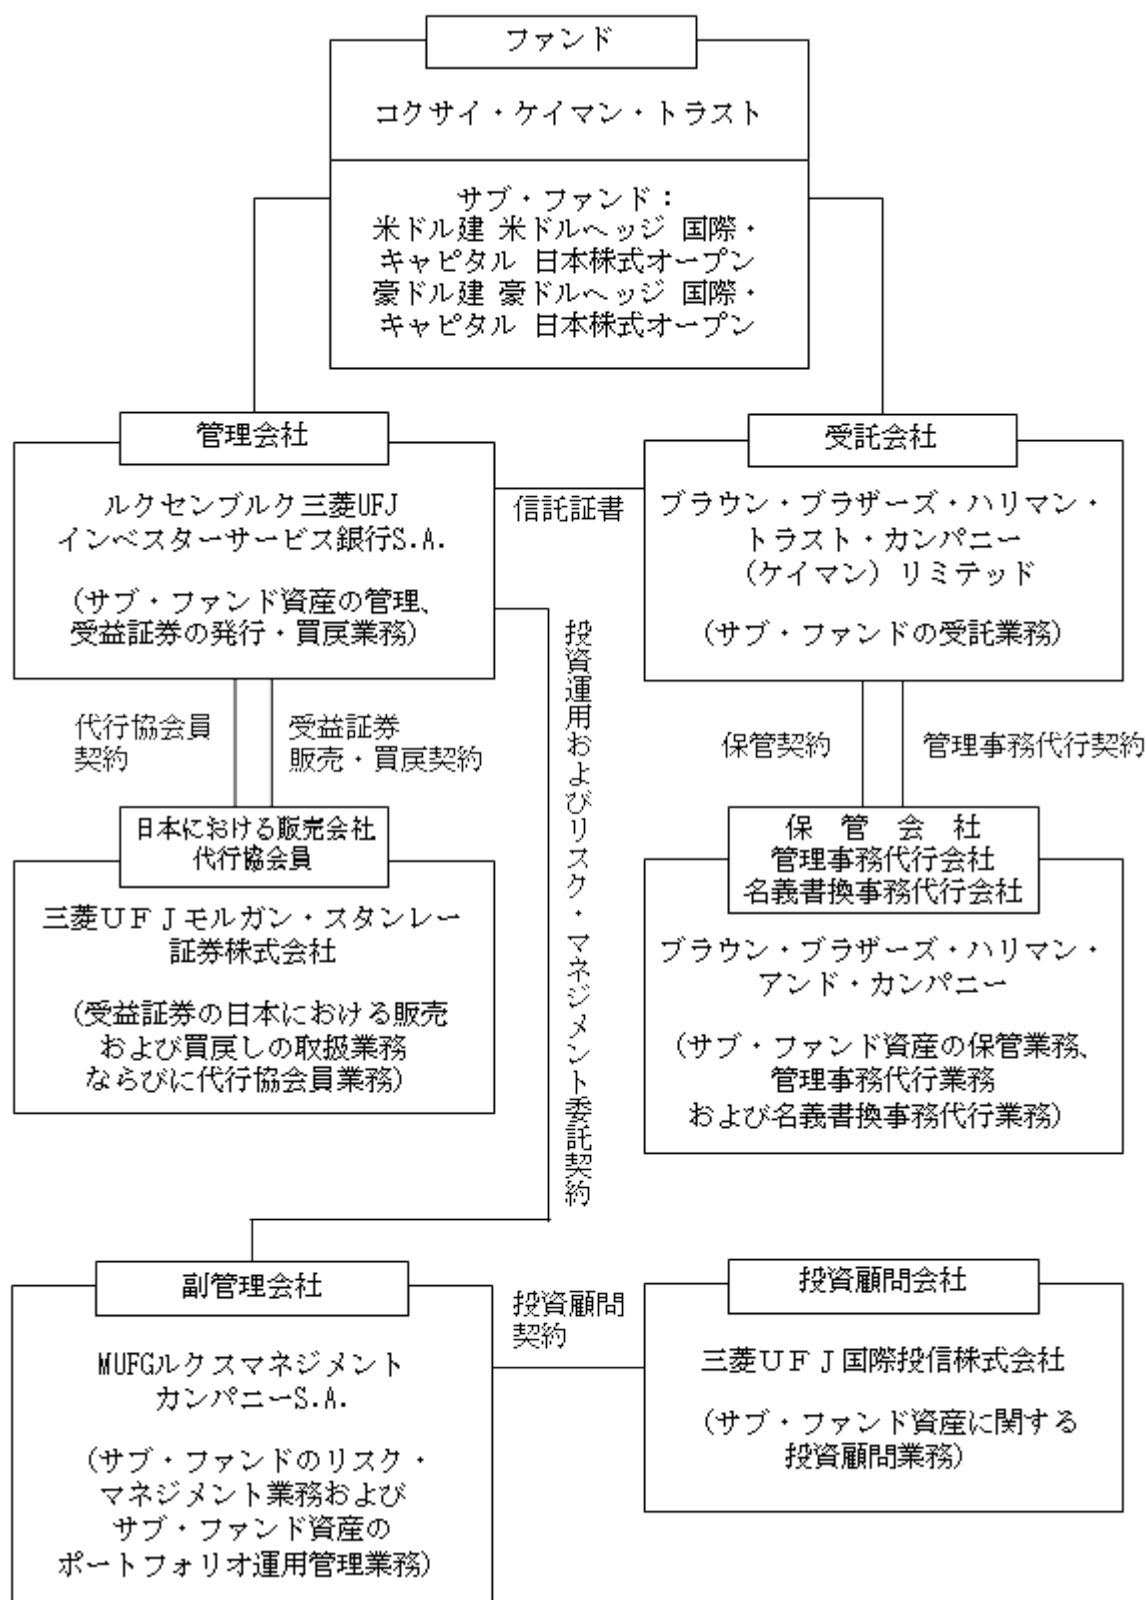 ファンド
コクサイ・ケイマン・トラスト
サブ・ファンド：
米ドル建 米ドルヘッジ 国際・
キャピタル 日本株式オープン
豪ドル建 豪ドルヘッジ 国際・
キャピタル 日本株式オープン
管理会社
ルクセンブルク三菱UFJ
インベスターサービス銀行S.A.
（サブ・ファンド資産の管理、
受益証券の発行・買戻業務）
信託証書
受託会社
ブラウン・ブラザーズ・ハリマン・
トラスト・カンパニー
（ケイマン）リミテッド
（サブ・ファンドの受託業務）
代行協会員
契約
受益証券
販売・買戻契約
投資運用およびリスク・マネジメント委託契約
保管契約
管理事務代行契約
日本における販売会社
代行協会員
三菱ＵＦＪモルガン・スタンレー
証券株式会社
（受益証券の日本における販売
および買戻しの取扱業務
ならびに代行協会員業務）
保　管　会　社
管理事務代行会社
名義書換事務代行会社
ブラウン・ブラザーズ・ハリマン・
アンド・カンパニー
（サブ・ファンド資産の保管業務、
管理事務代行業務
および名義書換事務代行業務）
副管理会社
MUFGルクスマネジメント
カンパニーS.A.
（サブ・ファンドのリスク・
マネジメント業務および
サブ・ファンド資産の
ポートフォリオ運用管理業務）
投資顧問
契約
投資顧問会社
三菱ＵＦＪ国際投信株式会社
（サブ・ファンド資産に関する
投資顧問業務）